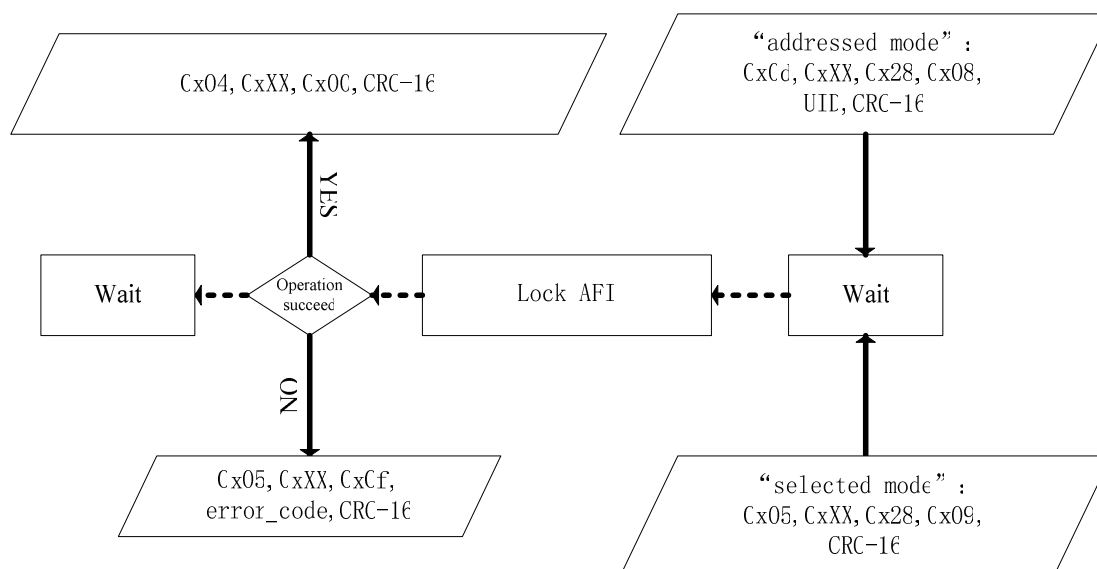 Cx04, CxXX, Cx0C, CRC-16
“addressed mode”：
CxCd, CxXX, Cx28, Cx08,
UID, CRC-16
YES
Wait
Operation
succeed
Lock AFI
Wait
NO
Cx05, CxXX, CxCf,
error_code, CRC-16
“selected mode”：
Cx05, CxXX, Cx28, Cx09,
CRC-16